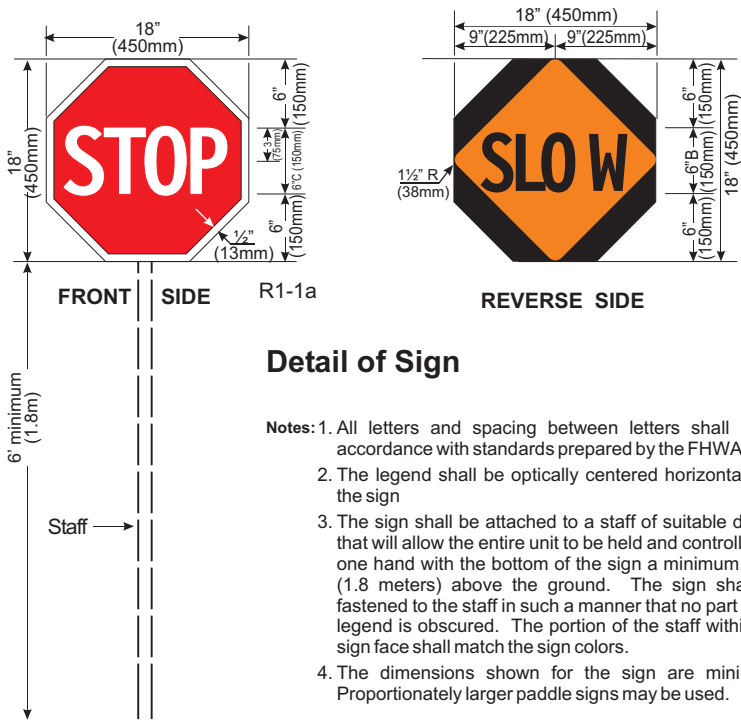 18”
(450mm)
18”
(450mm)
6”
(150mm)
3
(75mm)
6”C (150mm)
6”
(150mm)
½”
(13mm)
STOP
FRONT SIDE
R1-1a
6’ minimum
(1.8m)
Staff
18” (450mm)
9”(225mm)
9”(225mm)
6”
(150mm)
6”B
(150mm)
6”
(150mm)
18” (450mm)
1½” R
(38mm)
SLOW
REVERSE SIDE
Detail of Sign
Notes: 1. All letters and spacing between letters shall
accordance with standards prepared by the FHWA
2. The legend shall be optically centered
the sign
3. The sign shall be attached to a staff of suitable
that will allow the entire unit to be held and
one hand with the bottom of the sign a minimum
(1.8 meters) above the ground. The sign
fastened to the staff in such a manner that no part
legend is obscured. The portion of the staff
sign face shall match the sign colors.
4. The dimensions shown for the sign are
Proportionately larger paddle signs may be used.